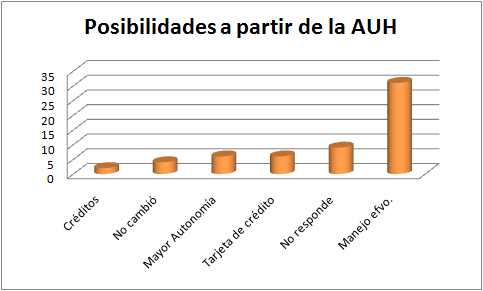 Posibilidades a partir de la AUH
35
30
25
20
15
10
5
0
Créditos
No cambió
Mayor Autonomía
Tarjeta de crédito
No responde
Manejo efvo.